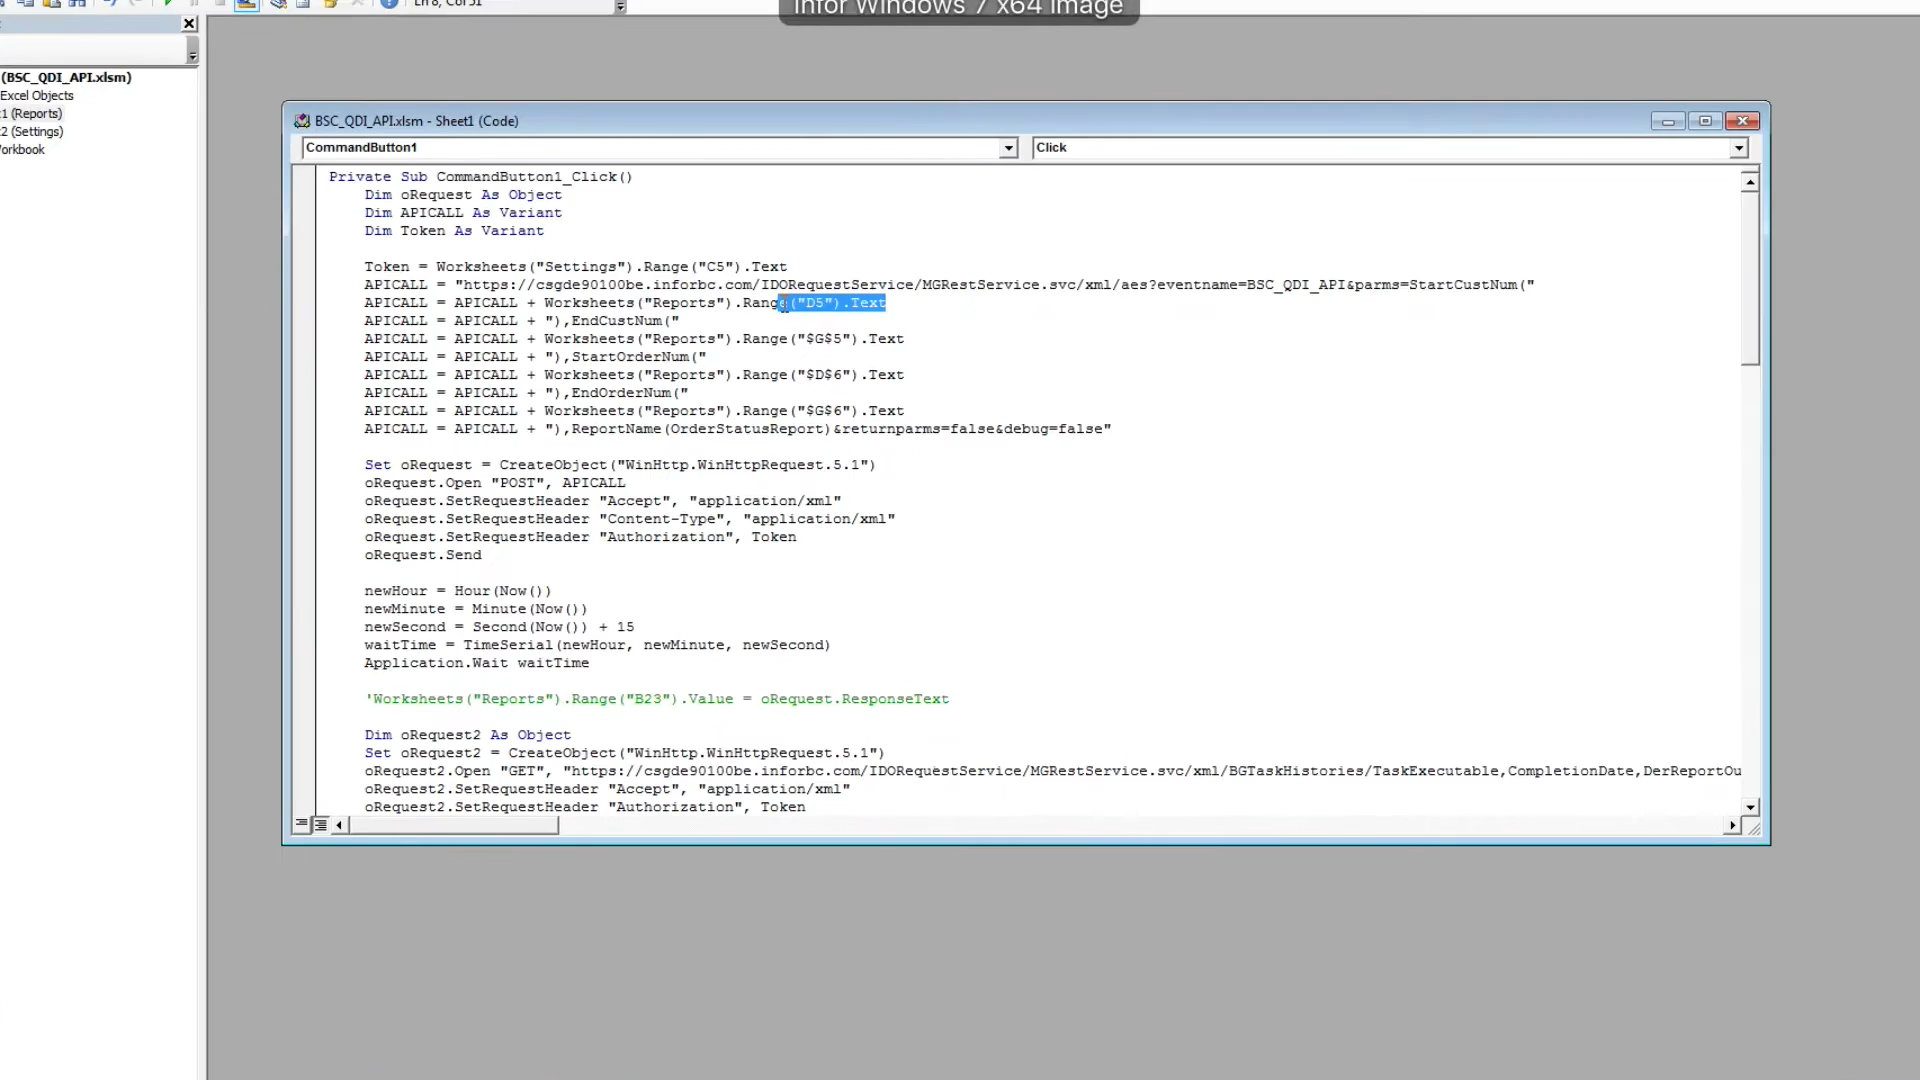 Ln 8, Col 51
Infor Windows 7 x64 Image
(BSC_QDI_API.xlsm)
Excel Objects
1 (Reports)
2 (Settings)
orkbook
BSC_QDI_API.xlsm - Sheet1 (Code)
CommandButton1
Click
Private Sub CommandButton1_Click()
Dim oRequest As Object
Dim APICALL As Variant
Dim Token As Variant
Token = Worksheets("Settings").Range("C5").Text
APICALL = "https://csgde90100be.inforbc.com/IDORequestService/MGRestService.svc/xml/aes?eventname=BSC_QDI_API&parms=StartCustNum("
APICALL = APICALL + Worksheets("Reports").Range("D5").Text
APICALL = APICALL + "),EndCustNum("
APICALL = APICALL + Worksheets("Reports").Range("$G$5").Text
APICALL = APICALL + "),StartOrderNum("
APICALL = APICALL + Worksheets("Reports").Range("$D$6").Text
APICALL = APICALL + "),EndOrderNum("
APICALL = APICALL + Worksheets("Reports").Range("$G$6").Text
APICALL = APICALL + "),ReportName(OrderStatusReport)&returnparms=false&debug=false"
Set oRequest = CreateObject("WinHttp.WinHttpRequest.5.1")
oRequest.Open "POST", APICALL
oRequest.SetRequestHeader "Accept", "application/xml"
oRequest.SetRequestHeader "Content-Type", "application/xml"
oRequest.SetRequestHeader "Authorization", Token
oRequest.Send
newHour = Hour(Now())
newMinute = Minute(Now())
newSecond = Second(Now()) + 15
waitTime = TimeSerial(newHour, newMinute, newSecond)
Application.Wait waitTime
'Worksheets("Reports").Range("B23").Value = oRequest.ResponseText
Dim oRequest2 As Object
Set oRequest2 = CreateObject("WinHttp.WinHttpRequest.5.1")
oRequest2.Open "GET", "https://csgde90100be.inforbc.com/IDORequestService/MGRestService.svc/xml/BGTaskHistories/TaskExecutable,CompletionDate,DerReportOu
oRequest2.SetRequestHeader "Accept", "application/xml"
oRequest2.SetRequestHeader "Authorization", Token